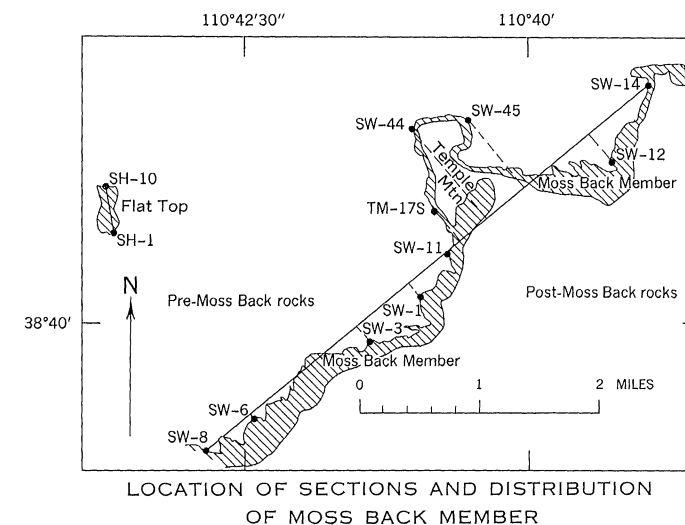 110°42'30"
110°40'
SW-14
SW-44
SW-45
SW-12
Temple
Mtn
SH-10
Moss Back Member
Flat Top
TM-17S
SH-1
SW-11
N
Pre-Moss Back rocks
Post-Moss Back rocks
SW-1
38°40'
SW-3
Moss Back Member
0 1 2 MILES
SW-6
SW-8
LOCATION OF SECTIONS AND DISTRIBUTION
OF MOSS BACK MEMBER